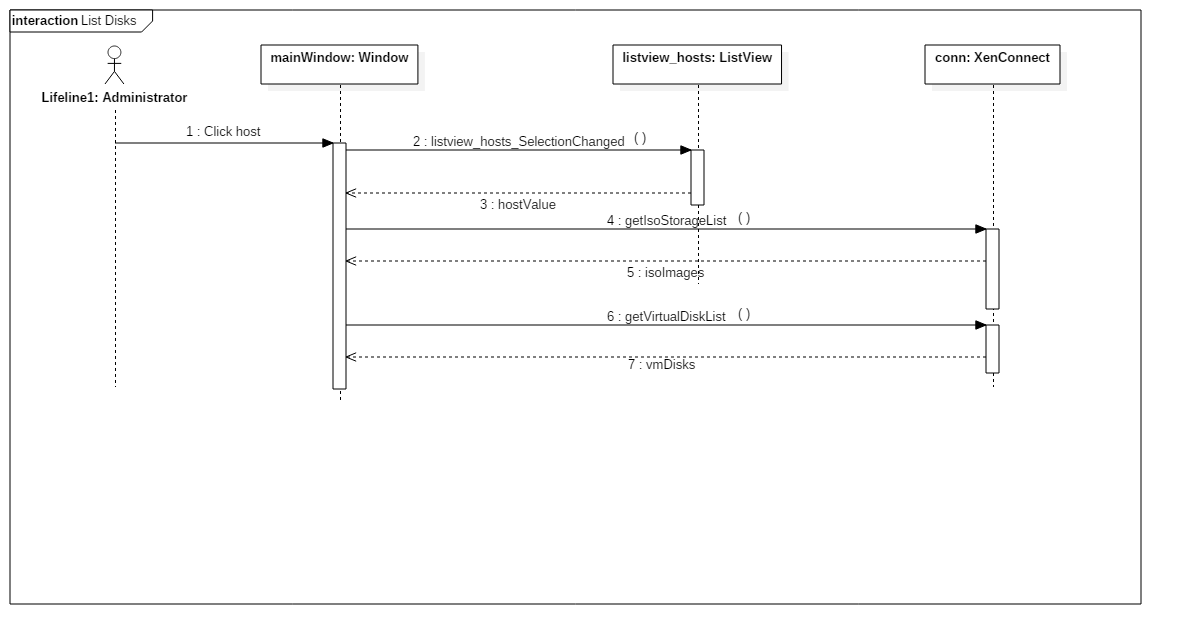 interaction List Disks
mainWindow: Window
listview_hosts: ListView
conn: XenConnect
Lifeline1: Administrator
1 : Click host
2 : listview_hosts_SelectionChanged ( )
3 : hostValue
4 : getIsoStorageList ( )
5 : isoImages
6 : getVirtualDiskList ( )
7 : vmDisks